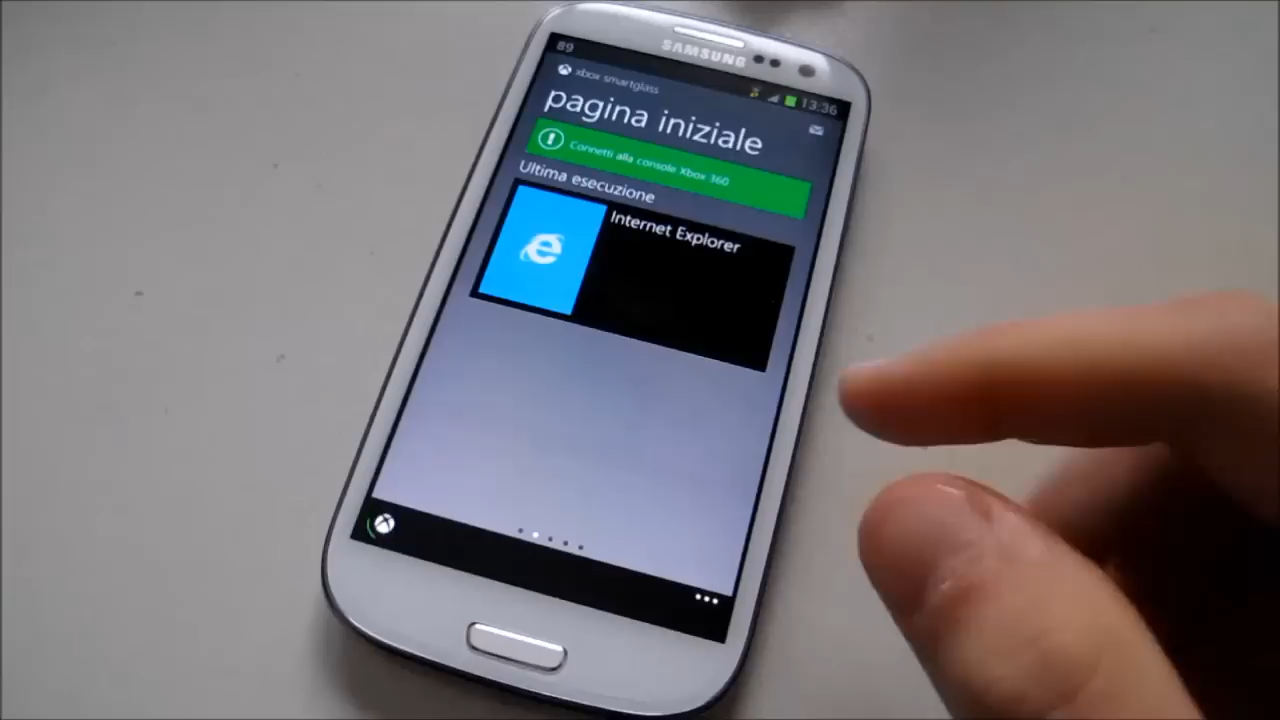 SAMSUNG
89
13:36
xbox smartglass
pagina iniziale
Connetti alla console Xbox 360
Ultima esecuzione
Internet Explorer